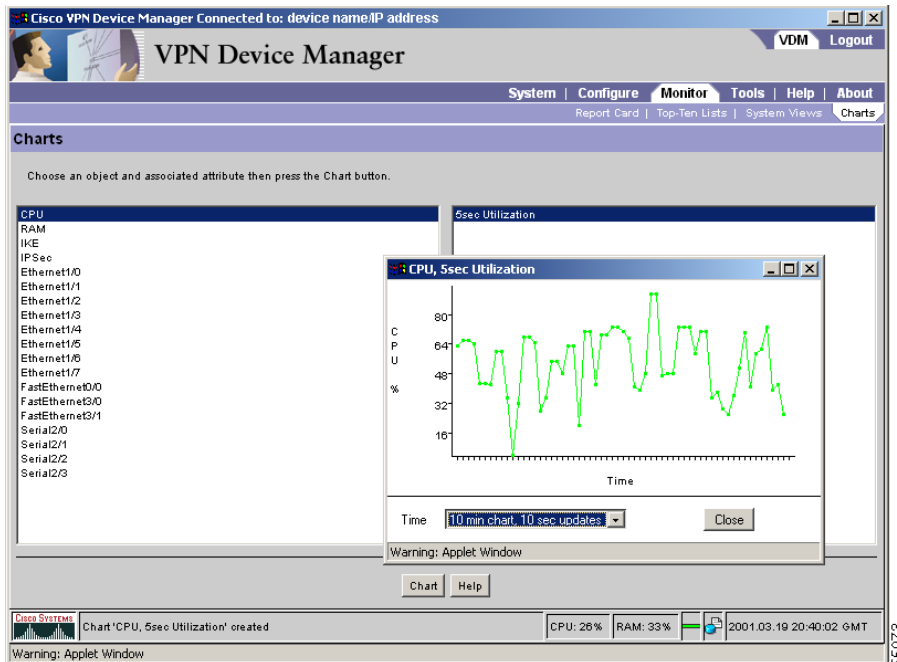 Cisco VPN Device Manager Connected to: device name/IP address
VPN Device Manager
VDM Logout
System | Configure Monitor Tools | Help | About
Report Card | Top-Ten Lists | System Views Charts
Charts
Choose an object and associated attribute then press the Chart button.
CPU
RAM
IKE
IPSec
Ethernet1/0
Ethernet1/1
Ethernet1/2
Ethernet1/3
Ethernet1/4
Ethernet1/5
Ethernet1/6
Ethernet1/7
FastEthernet0/0
FastEthernet3/0
FastEthernet3/1
Serial2/0
Serial2/1
Serial2/2
Serial2/3
5sec Utilization
CPU, 5sec Utilization
CPU %
80
64
48
32
16
Time
Time 10 min chart, 10 sec updates Close
Warning: Applet Window
Chart Help
CISCO SYSTEMS
Chart 'CPU, 5sec Utilization' created
CPU: 26% RAM: 33% 2001.03.19 20:40:02 GMT
Warning: Applet Window